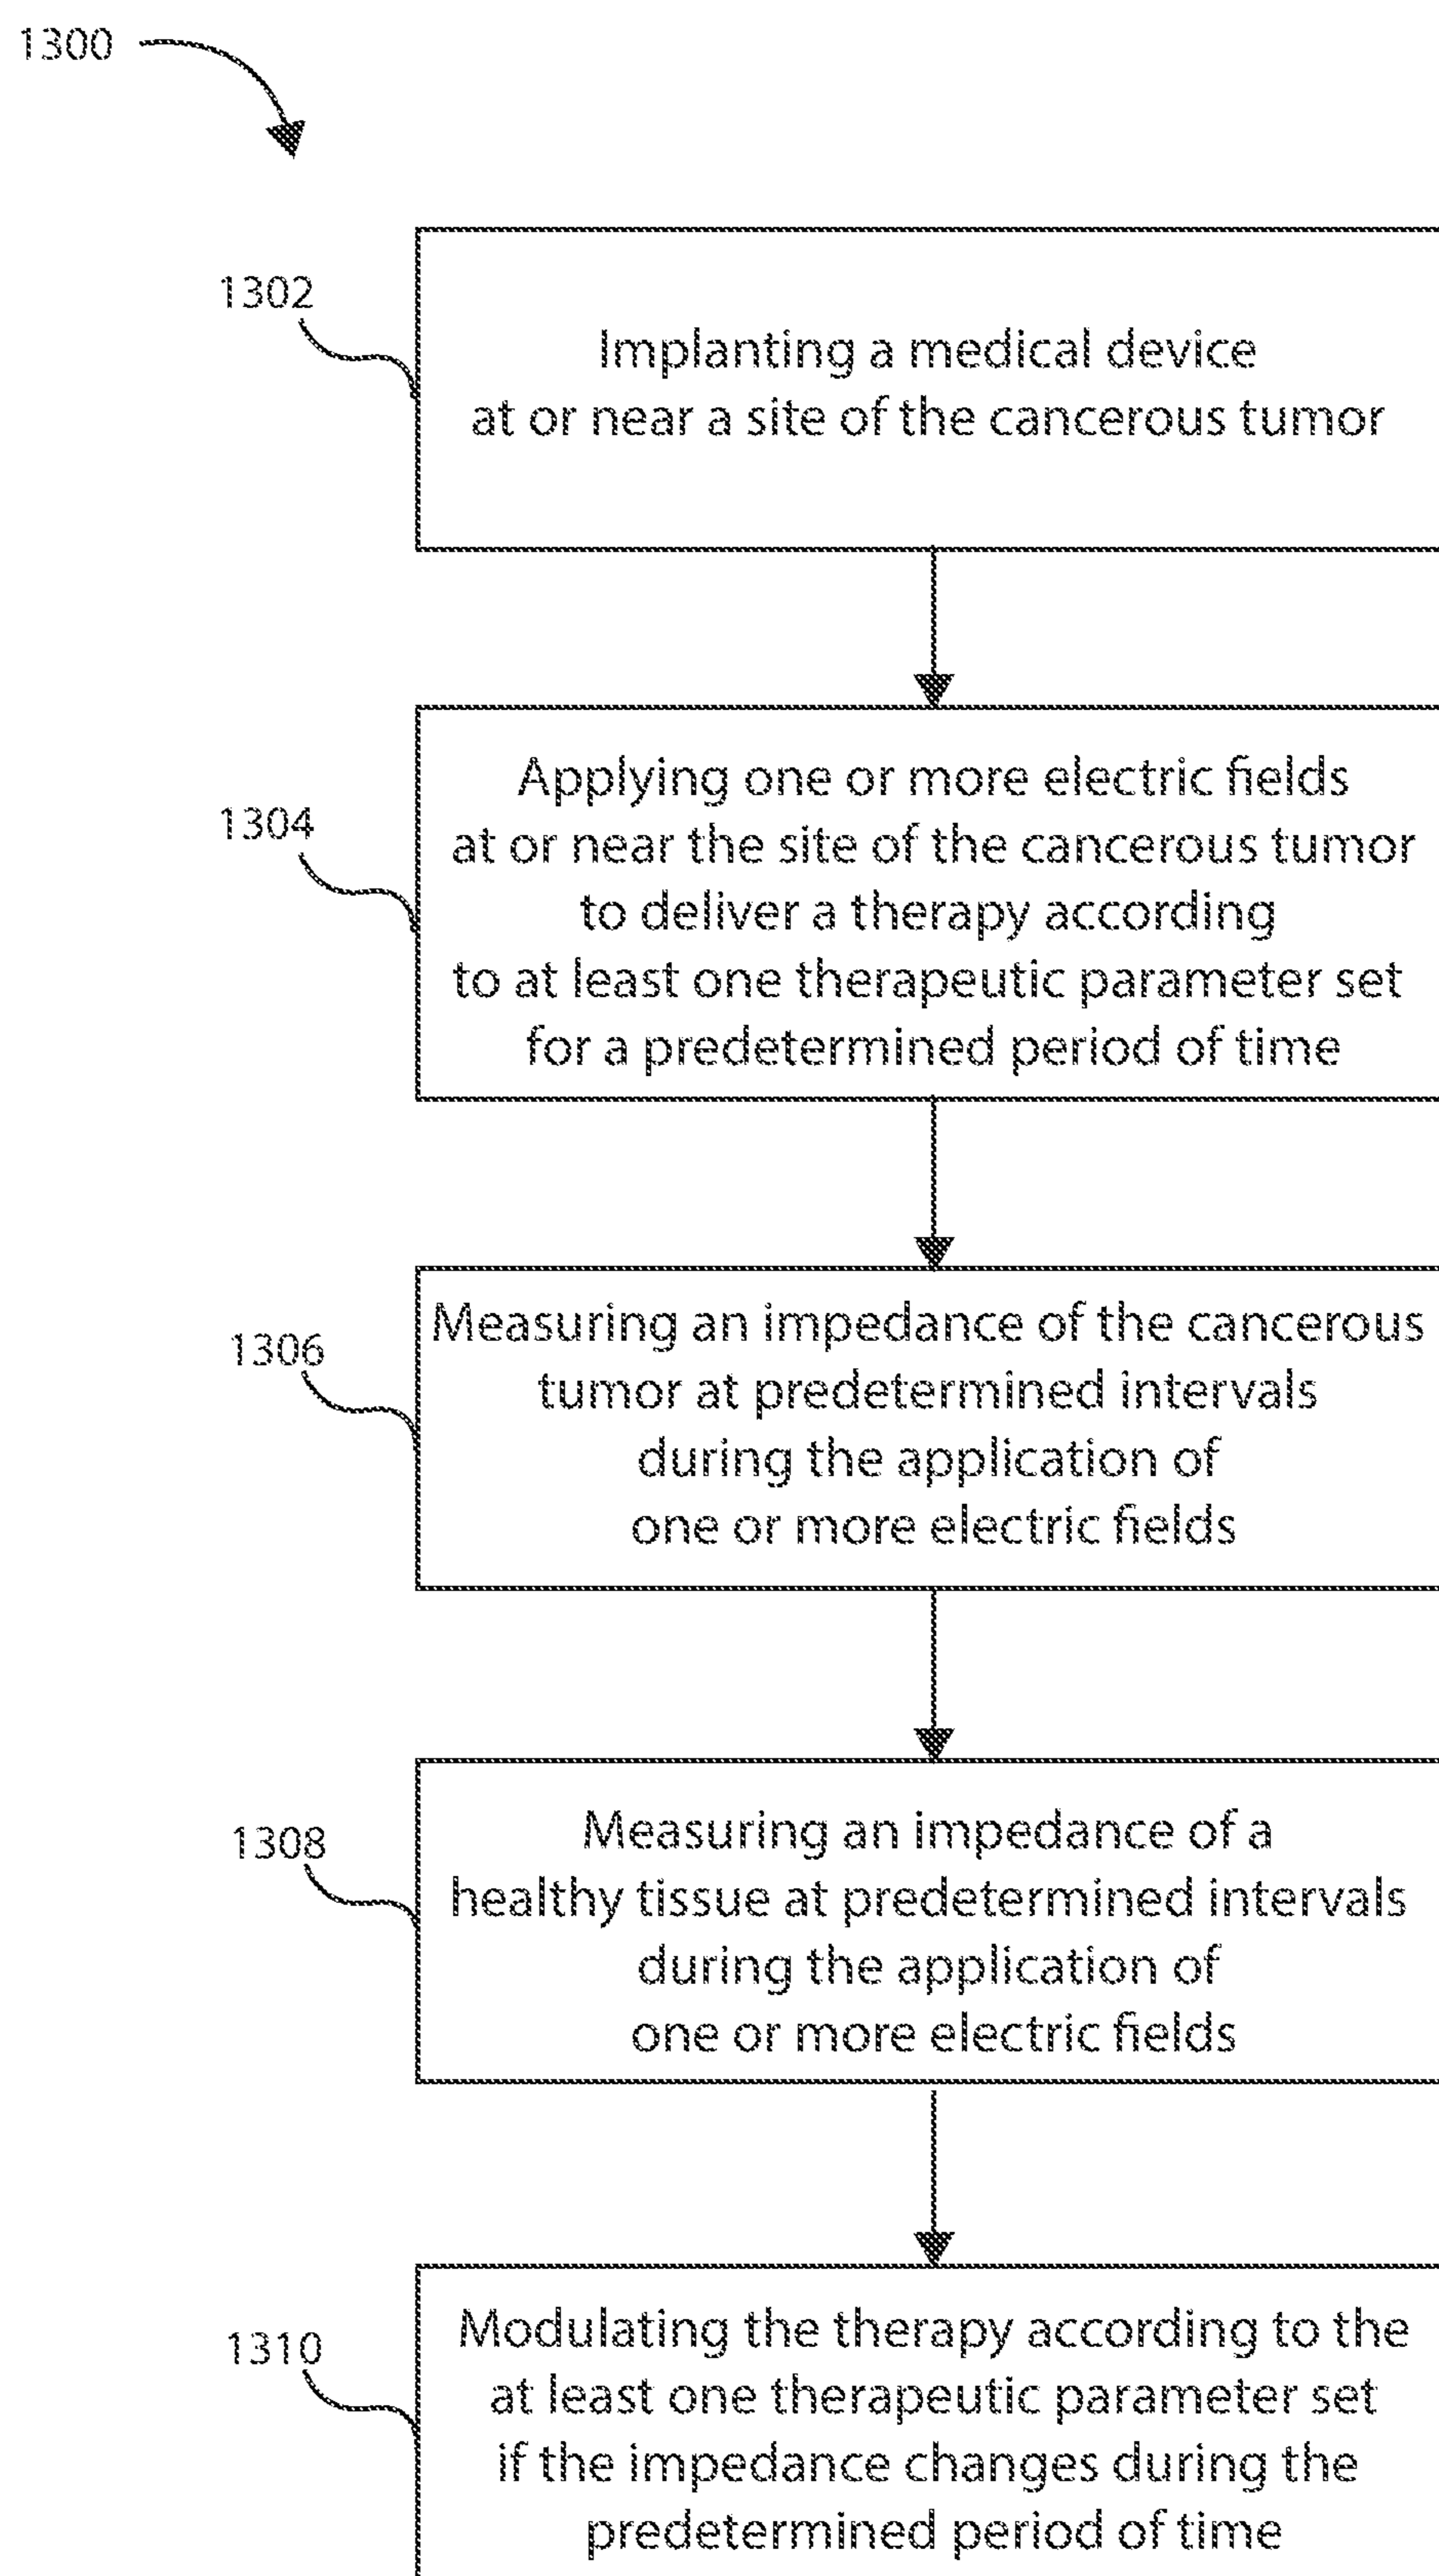 1300
1302
Implanting a medical device
at or near a site of the cancerous tumor
1304
Applying one or more electric fields
at or near the site of the cancerous tumor
to deliver a therapy according
to at least one therapeutic parameter set
for a predetermined period of time
1306
Measuring an impedance of the cancerous
tumor at predetermined intervals
during the application of
one or more electric fields
1308
Measuring an impedance of a
healthy tissue at predetermined intervals
during the application of
one or more electric fields
1310
Modulating the therapy according to the
at least one therapeutic parameter set
if the impedance changes during the
predetermined period of time